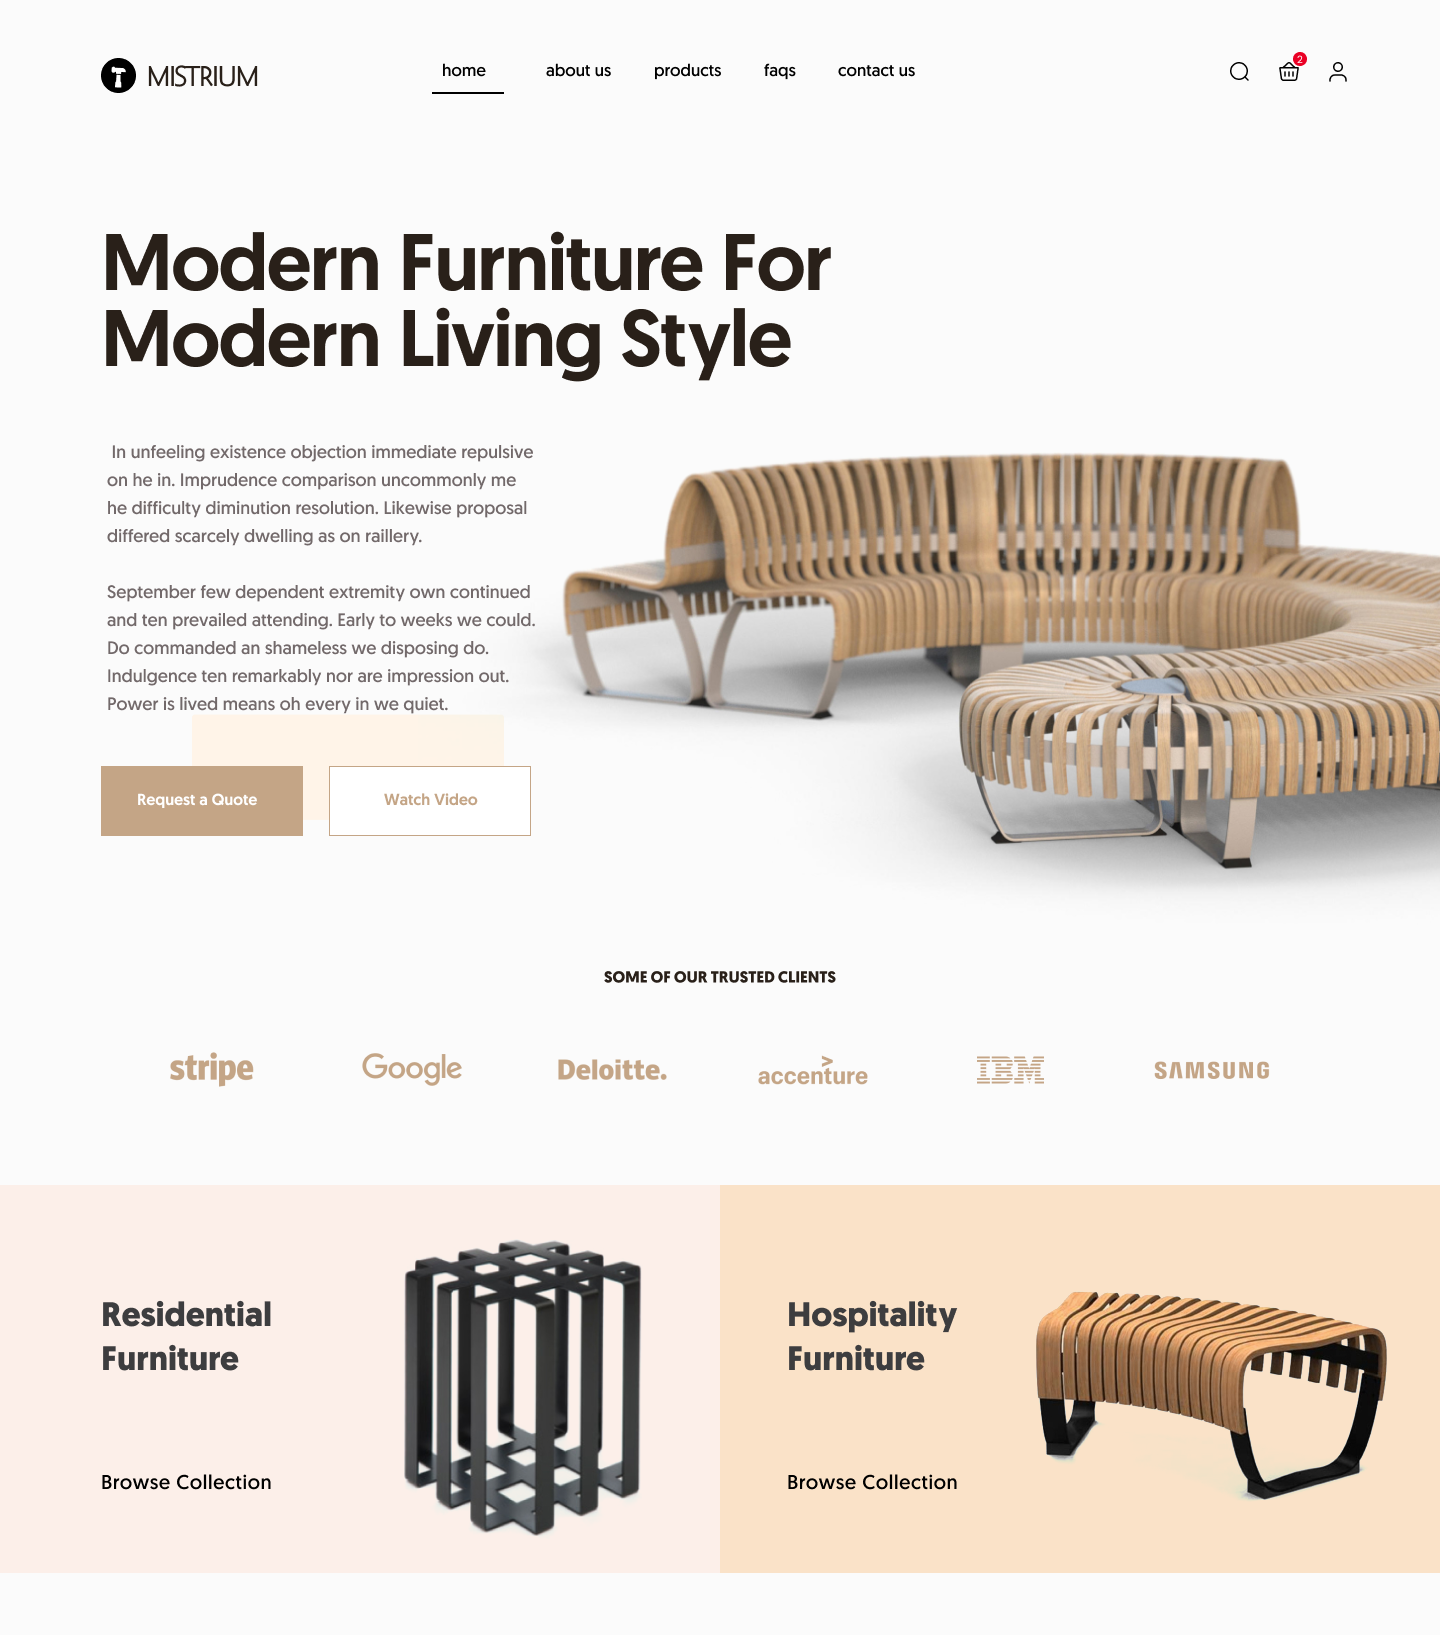 MISTRIUM
home
about us
products
faqs
contact us
2
Modern Furniture For
Modern Living Style
In unfeeling existence objection immediate repulsive
on he in. Imprudence comparison uncommonly me
he difficulty diminution resolution. Likewise proposal
differed scarcely dwelling as on raillery.
September few dependent extremity own continued
and ten prevailed attending. Early to weeks we could.
Do commanded an shameless we disposing do.
Indulgence ten remarkably nor are impression out.
Power is lived means oh every in we quiet.
Request a Quote
Watch Video
SOME OF OUR TRUSTED CLIENTS
stripe
Google
Deloitte.
accenture
IBM
SAMSUNG
Residential
Furniture
Browse Collection
Hospitality
Furniture
Browse Collection